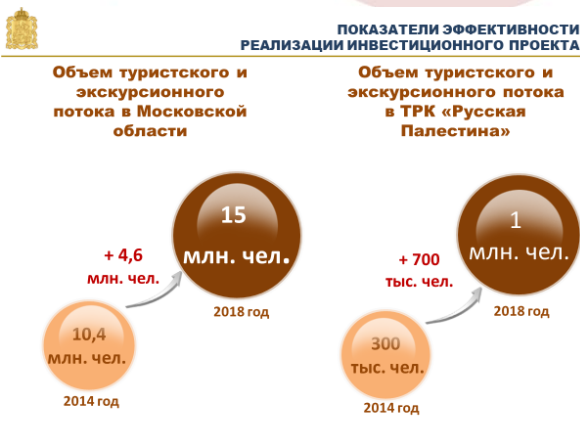 ПОКАЗАТЕЛИ ЭФФЕКТИВНОСТИ
РЕАЛИЗАЦИИ ИНВЕСТИЦИОННОГО ПРОЕКТА
Объем туристского и
экскурсионного
потока в Московской
области
15
млн. чел.
+ 4,6
млн. чел.
2018 год
10,4
млн. чел.
2014 год
Объем туристского и
экскурсионного потока
в ТРК «Русская
Палестина»
1
млн. чел.
+ 700
тыс. чел.
2018 год
300
тыс. чел.
2014 год